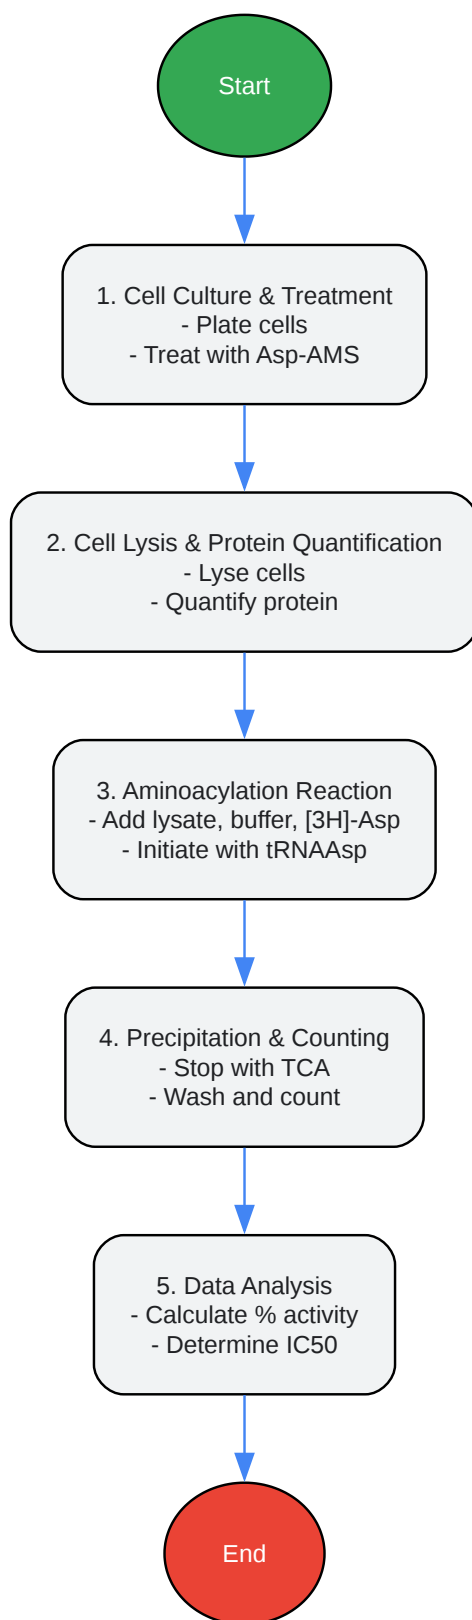 Start
1. Cell Culture & Treatment
- Plate cells
- Treat with Asp-AMS
2. Cell Lysis & Protein Quantification
- Lyse cells
- Quantify protein
3. Aminoacylation Reaction
- Add lysate, buffer, [3H]-Asp
- Initiate with tRNAAsp
4. Precipitation & Counting
- Stop with TCA
- Wash and count
5. Data Analysis
- Calculate % activity
- Determine IC50
End